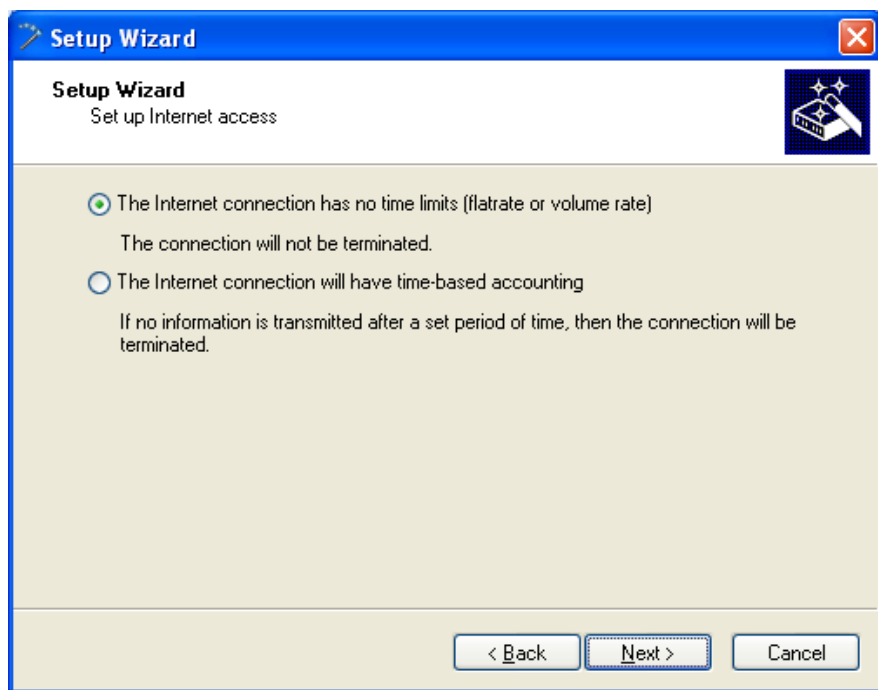 Setup Wizard
Setup Wizard
Set up Internet access
The Internet connection has no time limits (flatrate or volume rate)
The connection will not be terminated.
The Internet connection will have time-based accounting
If no information is transmitted after a set period of time, then the connection will be
terminated.
< Back
Next >
Cancel